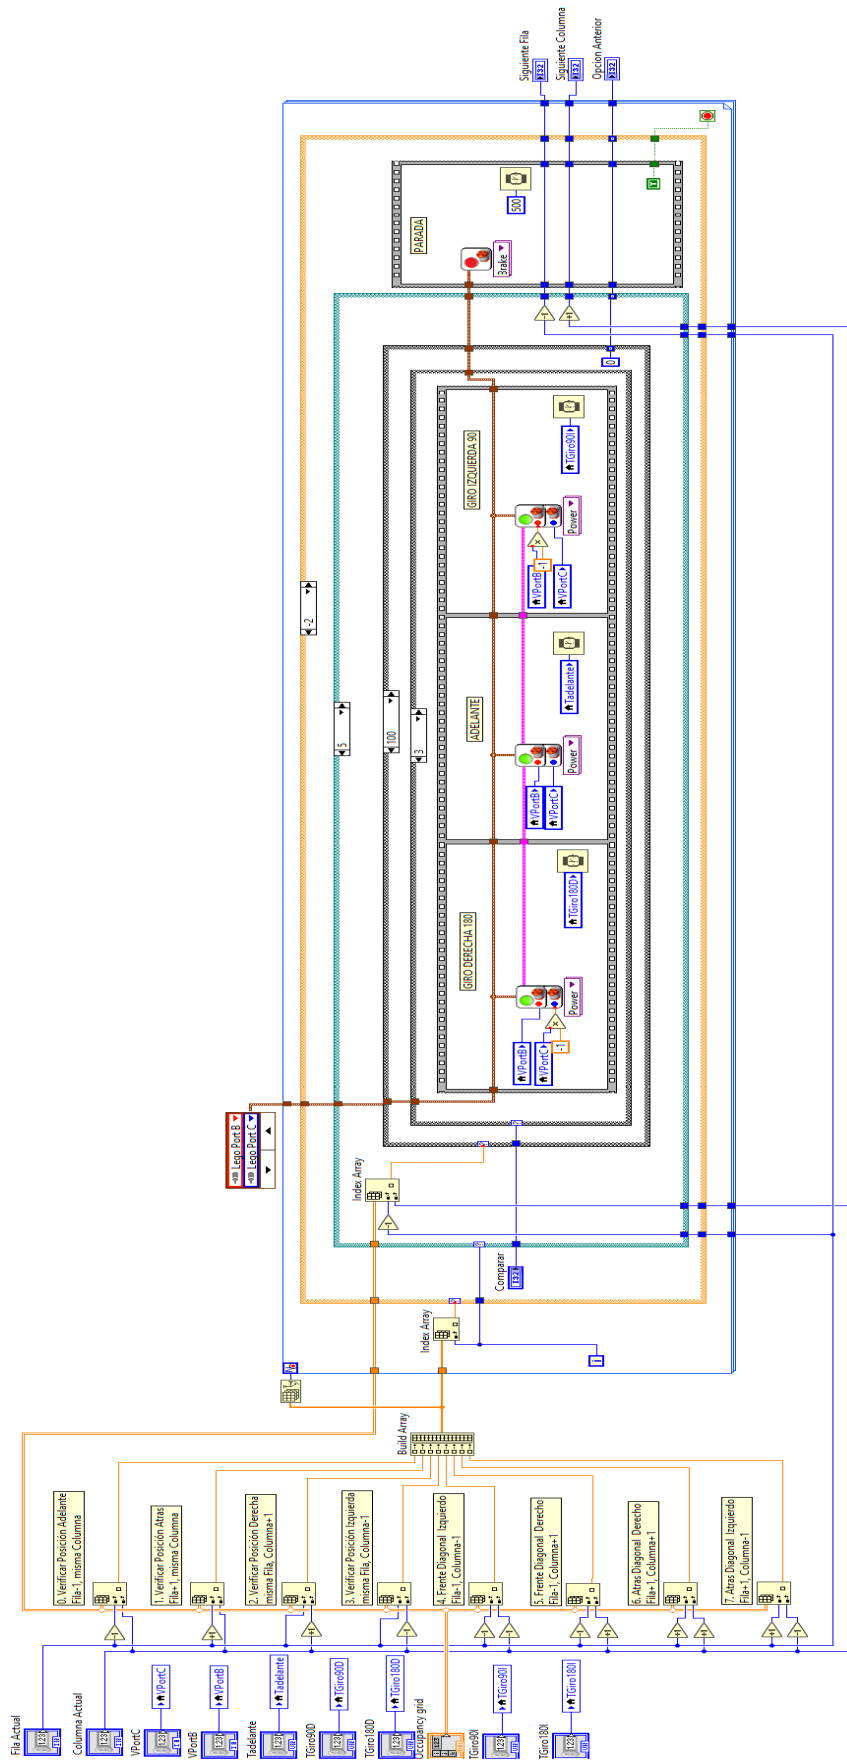 Fila Actual
Columna Actual
VPortC
VPortC
VPortB
VPortB
Tadelante
Tadelante
TGiro90D
TGiro90D
TGiro180D
TGiro180D
Occupancy grid
TGiro90I
TGiro90I
TGiro180I
TGiro180I
0. Verificar Posición Adelante
Fila-1, misma Columna
1. Verificar Posición Atras
Fila+1, misma Columna
2. Verificar Posición Derecha
misma Fila, Columna+1
3. Verificar Posición Izquierda
misma Fila, Columna-1
4. Frente Diagonal Izquierdo
Fila-1, Columna-1
5. Frente Diagonal Derecho
Fila-1, Columna+1
6. Atras Diagonal Derecho
Fila+1, Columna+1
7. Atras Diagonal Izquierdo
Fila+1, Columna-1
Build Array
Index Array
i
Comparar
I32
Index Array
Lego Port B
Lego Port C
-2
5
100
3
GIRO DERECHA 180
VPortB
VPortC
-1
Power
TGiro180D
ADELANTE
VPortB
VPortC
Power
Tadelante
GIRO IZQUIERDA 90
VPortB
-1
VPortC
Power
TGiro90I
0
PARADA
Brake
500
T
Siguiente Fila
I32
Siguiente Columna
I32
Opcion Anterior
I32